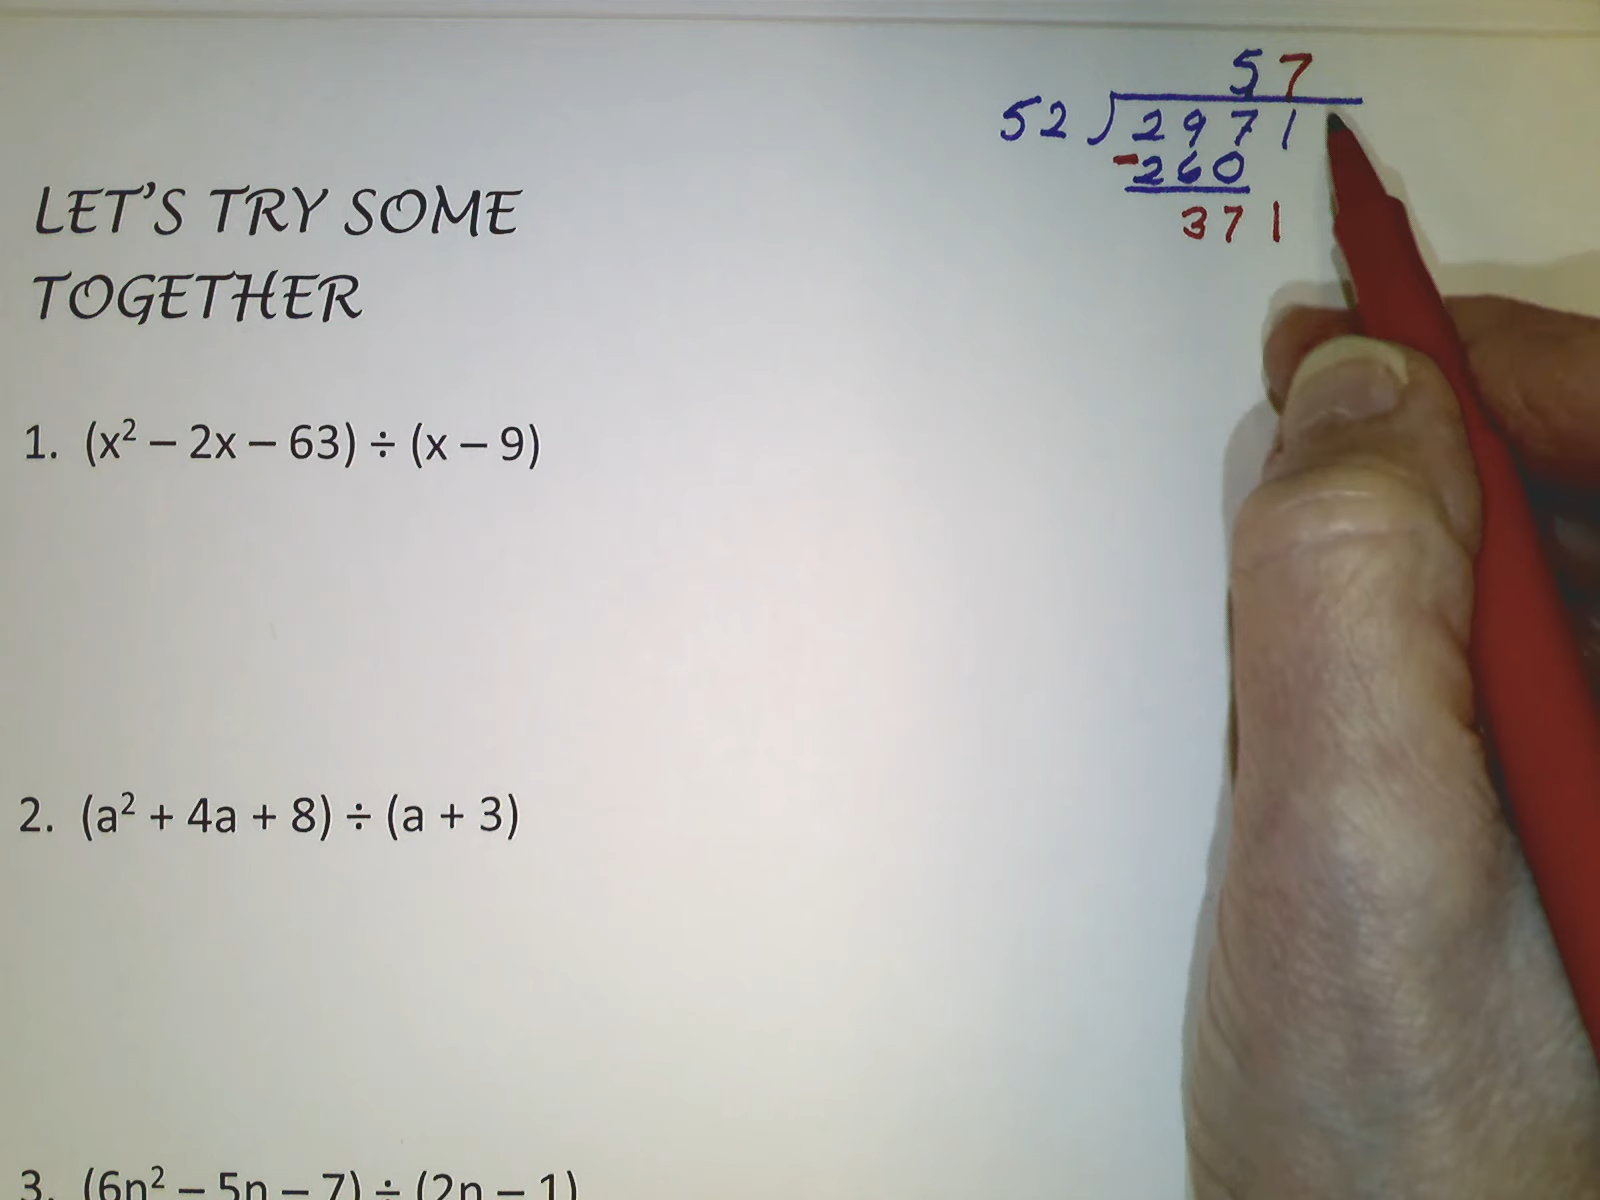 57
52 ) 2971
-260
371
LET'S TRY SOME
TOGETHER
1. (x² – 2x – 63) ÷ (x – 9)
2. (a² + 4a + 8) ÷ (a + 3)
3. (6n² – 5n – 7) ÷ (2n – 1)